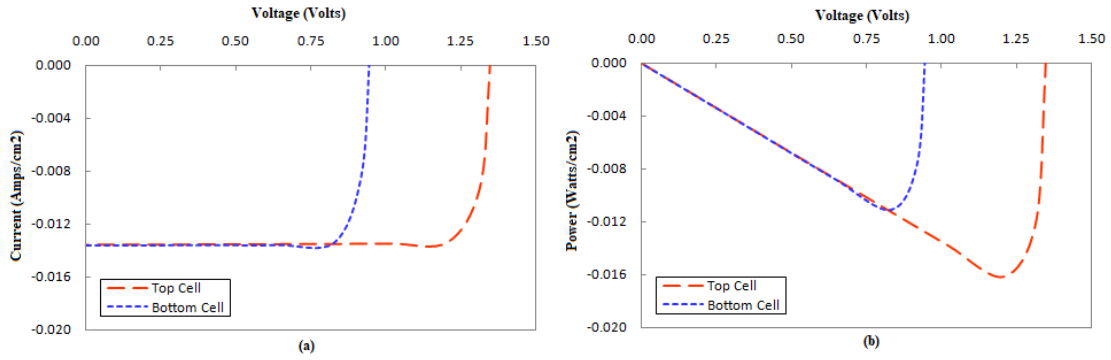 Voltage (Volts)
0.00 0.25 0.50 0.75 1.00 1.25 1.50
0.000
-0.004
-0.008
-0.012
-0.016
-0.020
Current (Amps/cm2)
Top Cell
Bottom Cell
(a)
Voltage (Volts)
0.00 0.25 0.50 0.75 1.00 1.25 1.50
0.000
-0.004
-0.008
-0.012
-0.016
-0.020
Power (Watts/cm2)
Top Cell
Bottom Cell
(b)